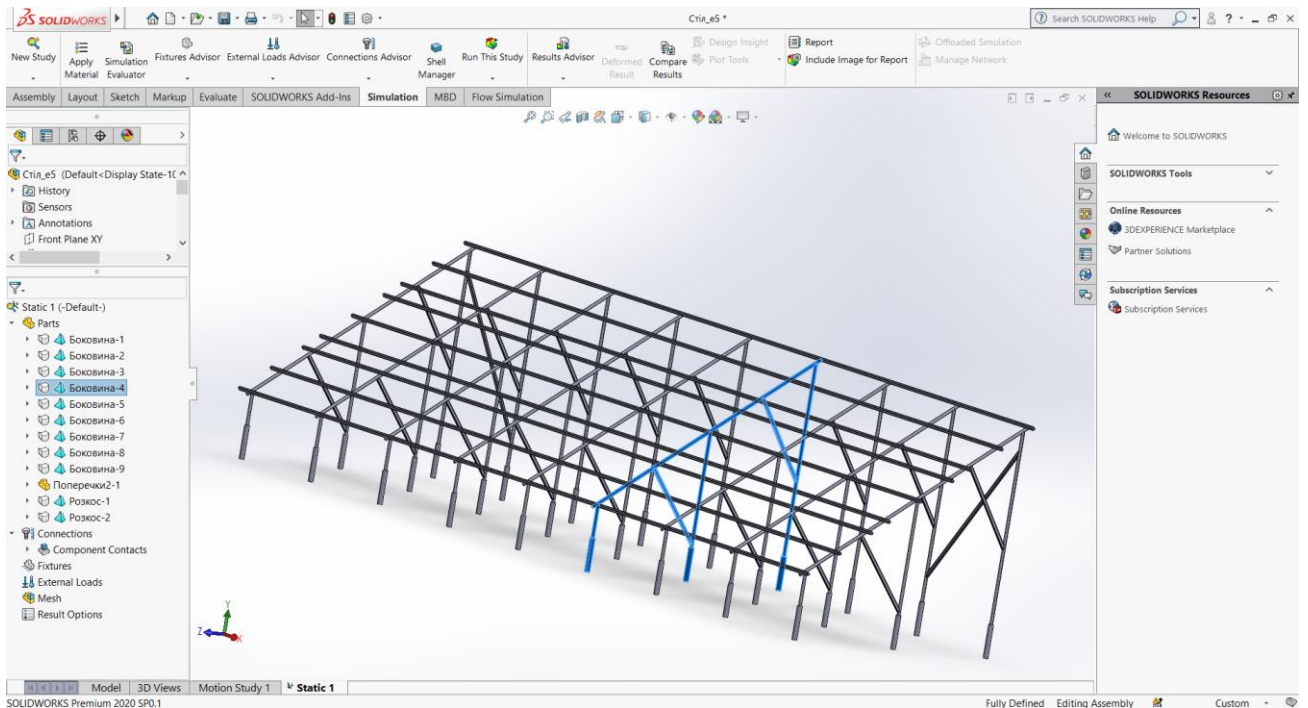 SOLIDWORKS
Стіл_e5 *
Search SOLIDWORKS Help
New Study
Apply Material
Simulation Evaluator
Fixtures Advisor
External Loads Advisor
Connections Advisor
Shell Manager
Run This Study
Results Advisor
Deformed Result
Compare Results
Design Insight
Plot Tools
Report
Include Image for Report
Offloaded Simulation
Manage Network
Assembly
Layout
Sketch
Markup
Evaluate
SOLIDWORKS Add-Ins
Simulation
MBD
Flow Simulation
Стіл_e5 (Default<Display State-1(
History
Sensors
Annotations
Front Plane XY
Static 1 (-Default-)
Parts
Боковина-1
Боковина-2
Боковина-3
Боковина-4
Боковина-5
Боковина-6
Боковина-7
Боковина-8
Боковина-9
Поперечки2-1
Розкос-1
Розкос-2
Connections
Component Contacts
Fixtures
External Loads
Mesh
Result Options
Y
Z
X
SOLIDWORKS Resources
Welcome to SOLIDWORKS
SOLIDWORKS Tools
Online Resources
3DEXPERIENCE Marketplace
Partner Solutions
Subscription Services
Subscription Services
Model
3D Views
Motion Study 1
Static 1
SOLIDWORKS Premium 2020 SP0.1
Fully Defined
Editing Assembly
Custom